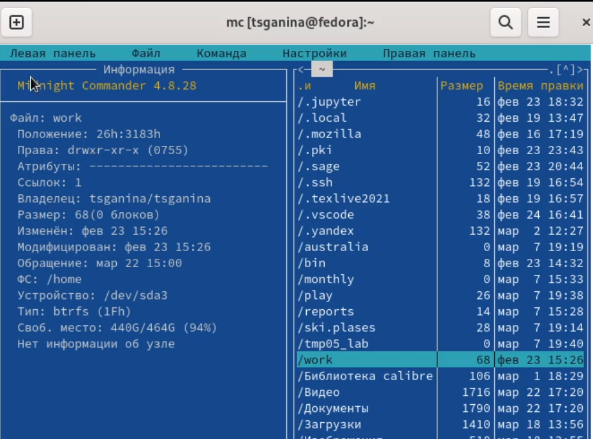 mc [tsganina@fedora]:~
Левая панель Файл Команда Настройки Правая панель
Информация
Midnight Commander 4.8.28
Файл: work
Положение: 26h:3183h
Права: drwxr-xr-x (0755)
Атрибуты: -------------------------
Ссылок: 1
Владелец: tsganina/tsganina
Размер: 68(0 блоков)
Изменён: фев 23 15:26
Модифицирован: фев 23 15:26
Обращение: мар 22 15:00
ФС: /home
Устройство: /dev/sda3
Тип: btrfs (1Fh)
Своб. место: 440G/464G (94%)
Нет информации об узле
<─ ~ .[^]>
.и Имя Размер Время правки
/.jupyter 16 фев 23 18:32
/.local 32 фев 19 13:47
/.mozilla 48 фев 16 17:19
/.pki 10 фев 23 23:43
/.sage 52 фев 23 20:44
/.ssh 132 фев 19 16:54
/.texlive2021 18 фев 19 16:57
/.vscode 38 фев 24 16:41
/.yandex 132 мар 2 12:27
/australia 0 мар 7 19:19
/bin 8 фев 23 14:32
/monthly 0 мар 7 15:33
/play 26 мар 7 19:38
/reports 14 мар 7 15:28
/ski.plases 28 мар 7 19:14
/tmp05_lab 0 мар 7 19:40
/work 68 фев 23 15:26
/Библиотека calibre 106 мар 1 18:29
/Видео 1716 мар 22 17:20
/Документы 1790 мар 22 17:20
/Загрузки 1410 мар 18 13:56